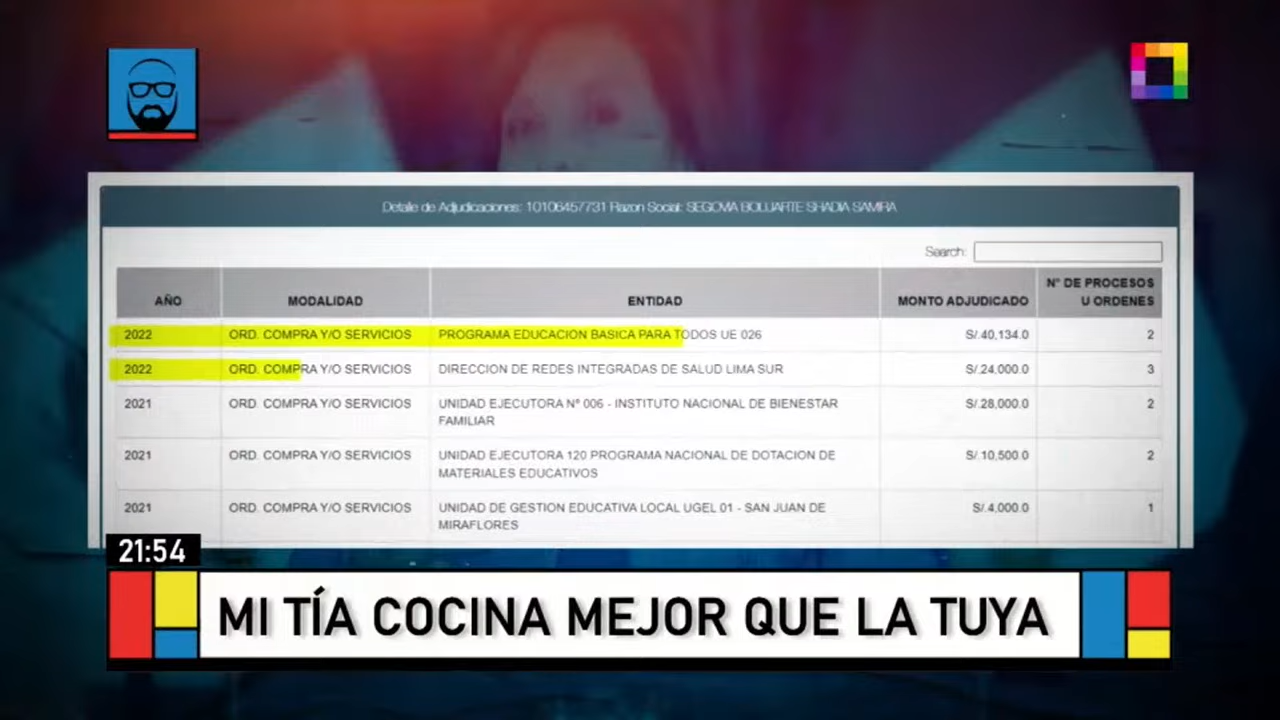 Detalle de Adjudicaciones: 10106457731 Razon Social: SEGOVIA BOLUARTE SHADIA SAMIRA
Search:
AÑO MODALIDAD ENTIDAD MONTO ADJUDICADO N° DE PROCESOS U ORDENES
2022 ORD. COMPRA Y/O SERVICIOS PROGRAMA EDUCACION BASICA PARA TODOS UE 026 S/.40,134.0 2
2022 ORD. COMPRA Y/O SERVICIOS DIRECCION DE REDES INTEGRADAS DE SALUD LIMA SUR S/.24,000.0 3
2021 ORD. COMPRA Y/O SERVICIOS UNIDAD EJECUTORA Nº 006 - INSTITUTO NACIONAL DE BIENESTAR
FAMILIAR S/.28,000.0 2
2021 ORD. COMPRA Y/O SERVICIOS UNIDAD EJECUTORA 120 PROGRAMA NACIONAL DE DOTACION DE
MATERIALES EDUCATIVOS S/.10,500.0 2
2021 ORD. COMPRA Y/O SERVICIOS UNIDAD DE GESTION EDUCATIVA LOCAL UGEL 01 - SAN JUAN DE
MIRAFLORES S/.4,000.0 1
21:54
MI TÍA COCINA MEJOR QUE LA TUYA